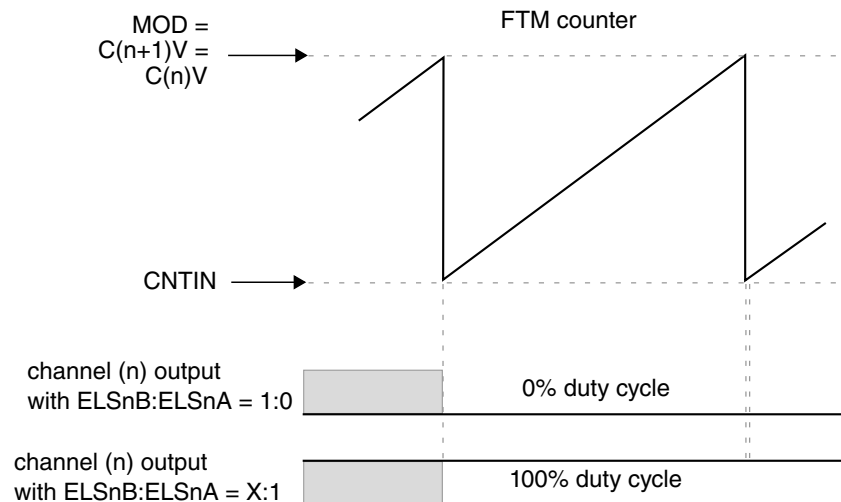 FTM counter
MOD =
C(n+1)V =
C(n)V
CNTIN
channel (n) output
with ELSnB:ELSnA = 1:0
0% duty cycle
channel (n) output
with ELSnB:ELSnA = X:1
100% duty cycle